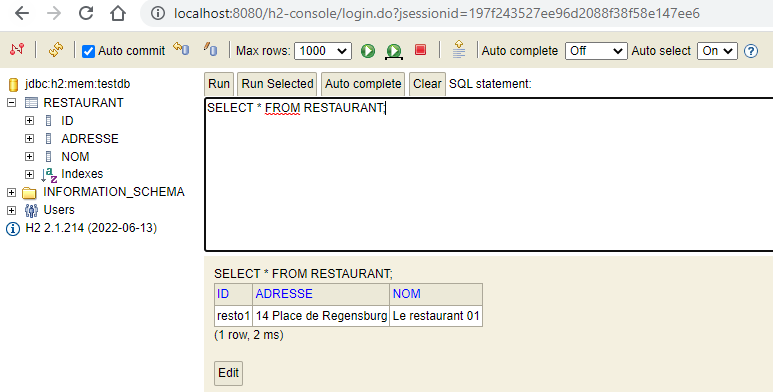 localhost:8080/h2-console/login.do?jsessionid=197f243527ee96d2088f38f58e147ee6
Auto commit Max rows: 1000 Auto complete Off Auto select On
jdbc:h2:mem:testdb
RESTAURANT
ID
ADRESSE
NOM
Indexes
INFORMATION_SCHEMA
Users
H2 2.1.214 (2022-06-13)
Run Run Selected Auto complete Clear SQL statement:
SELECT * FROM RESTAURANT;
SELECT * FROM RESTAURANT;
ID ADRESSE NOM
resto1 14 Place de Regensburg Le restaurant 01
(1 row, 2 ms)
Edit